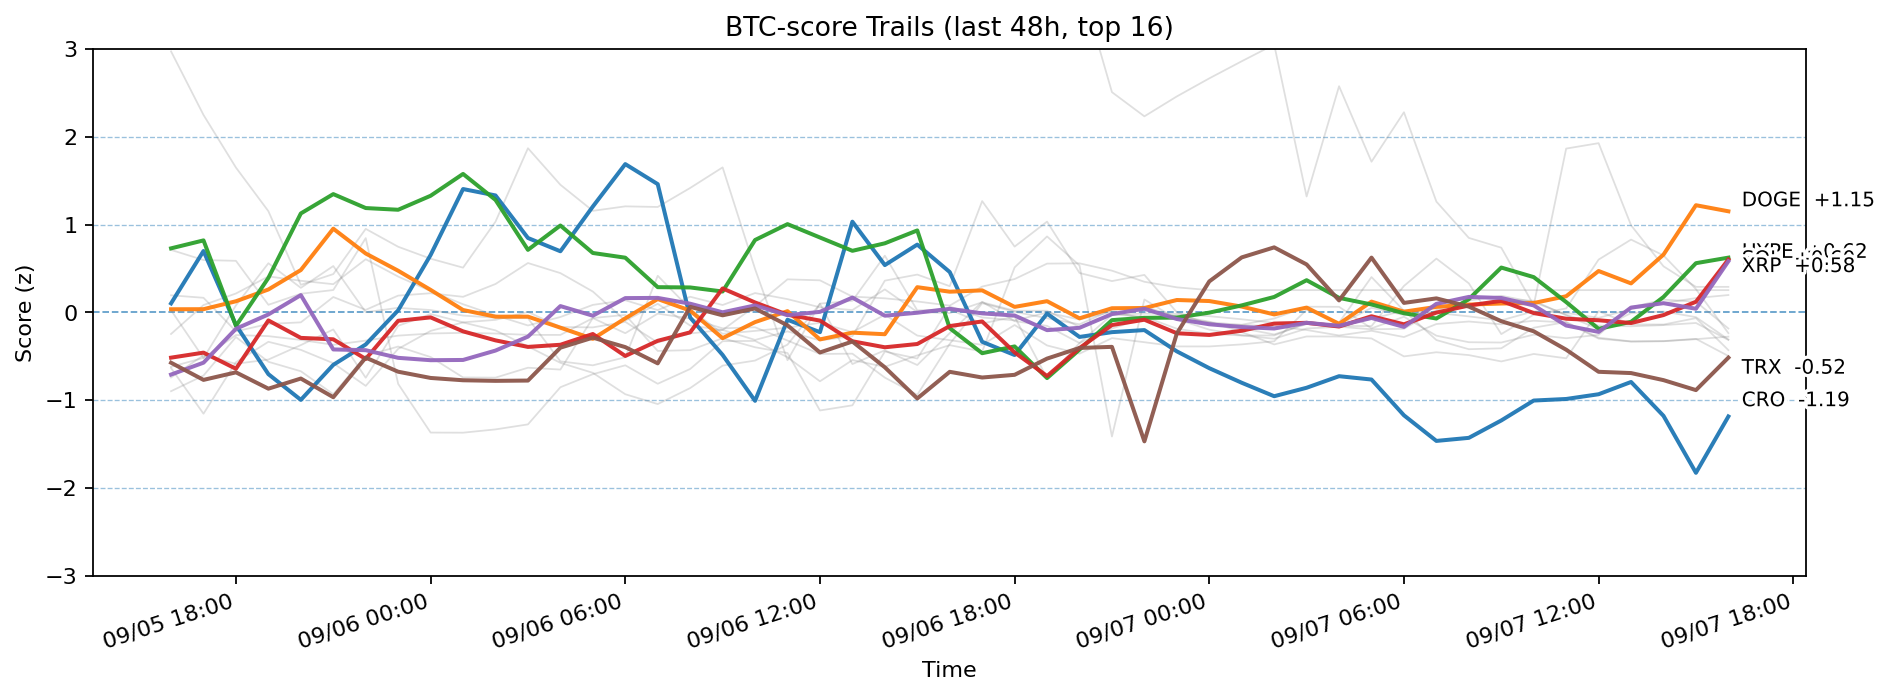 BTC-score Trails (last 48h, top 16)
Score (z)
3
2
1
0
−1
−2
−3
DOGE +1.15
HYPE +0.62
XRP +0.58
TRX -0.52
CRO -1.19
09/05 18:00
09/06 00:00
09/06 06:00
09/06 12:00
09/06 18:00
09/07 00:00
09/07 06:00
09/07 12:00
09/07 18:00
Time